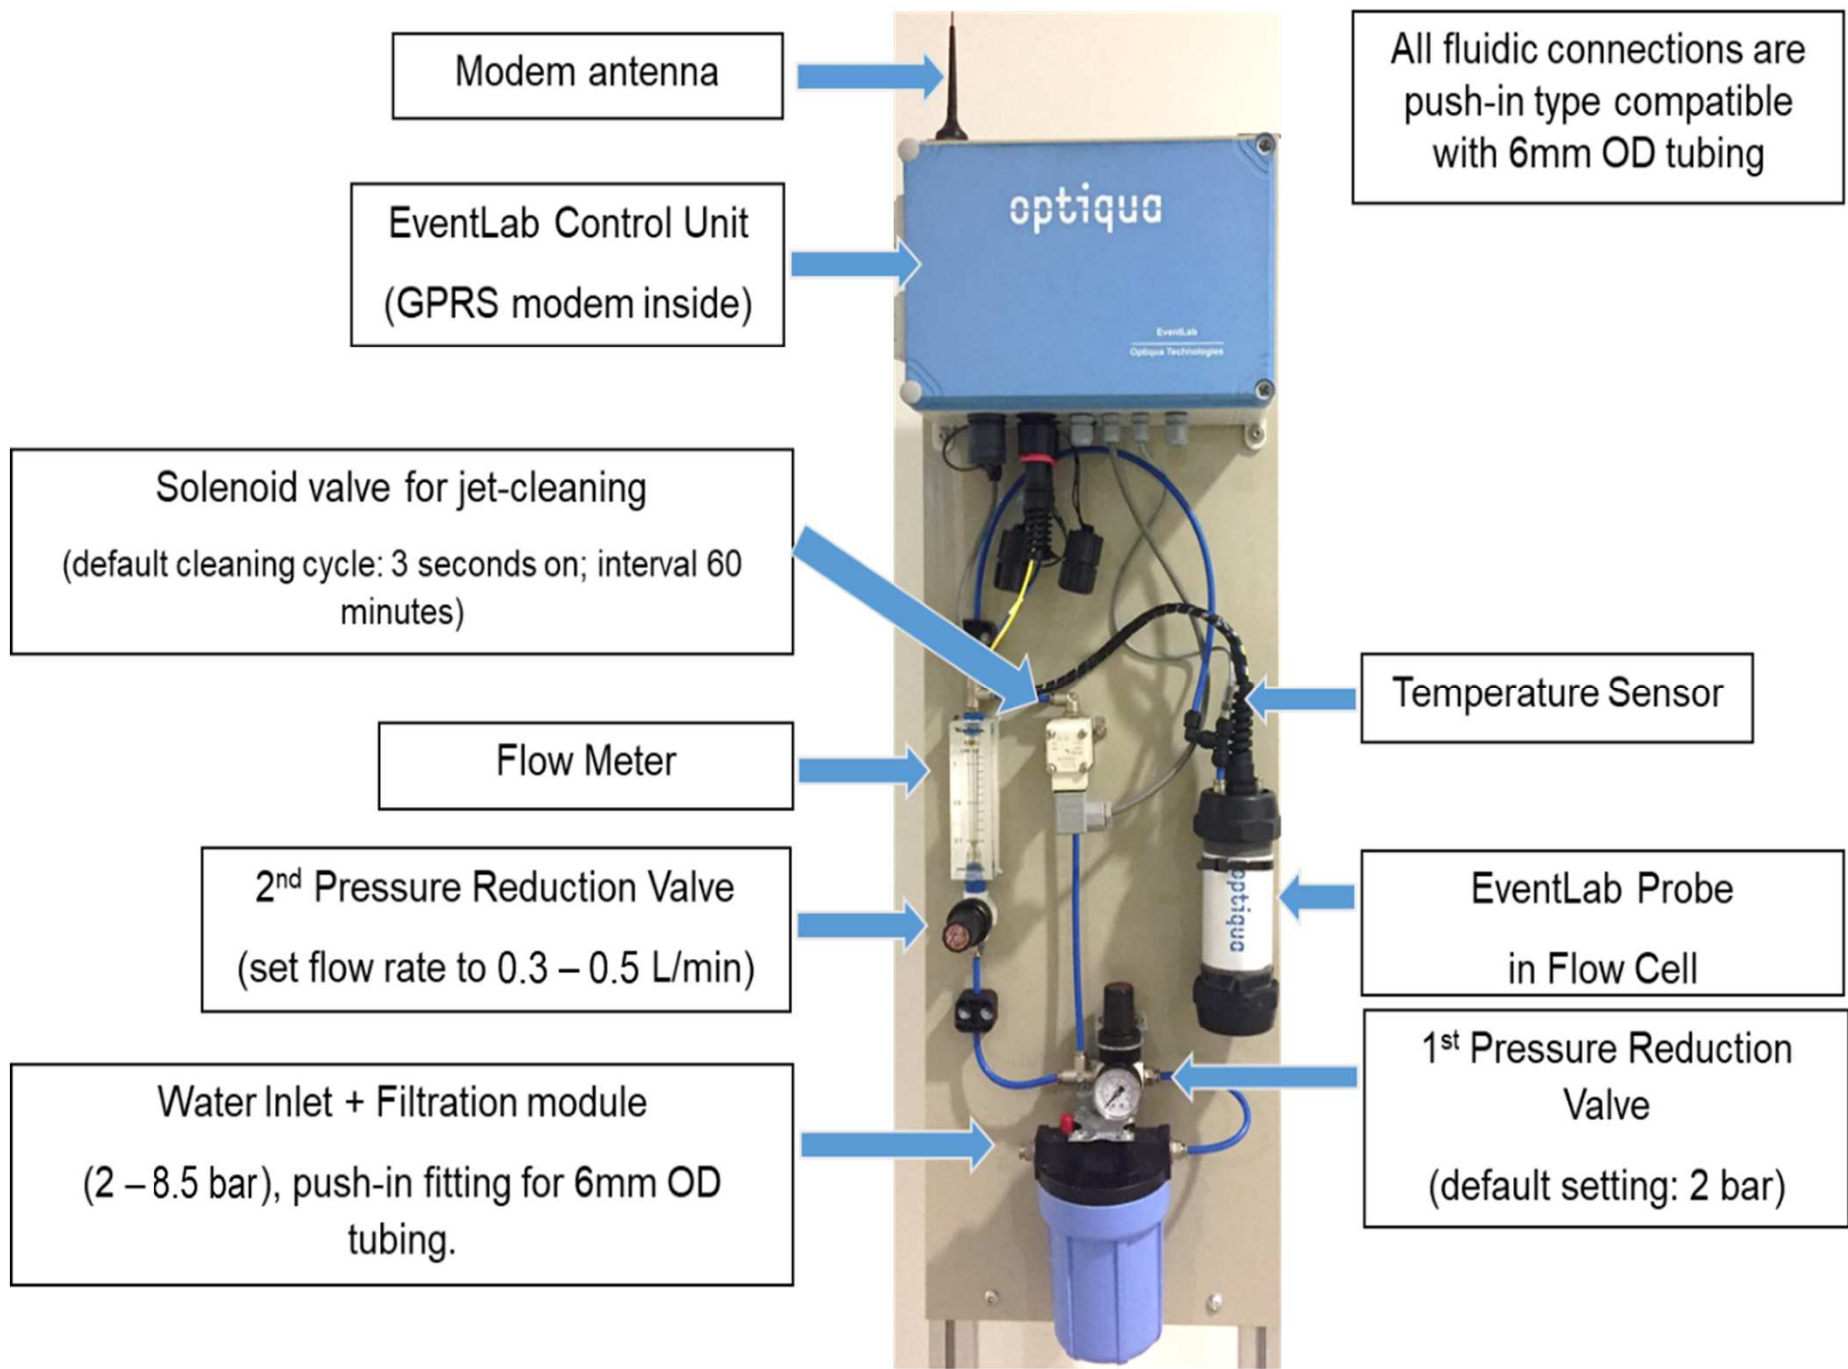 Modem antenna
All fluidic connections are
push-in type compatible
with 6mm OD tubing
EventLab Control Unit
(GPRS modem inside)
optiqua
EventLab
Optiqua Technologies
Solenoid valve for jet-cleaning
(default cleaning cycle: 3 seconds on; interval 60
minutes)
Temperature Sensor
Flow Meter
2nd Pressure Reduction Valve
(set flow rate to 0.3 – 0.5 L/min)
EventLab Probe
in Flow Cell
optiqua
1st Pressure Reduction
Valve
(default setting: 2 bar)
Water Inlet + Filtration module
(2 – 8.5 bar), push-in fitting for 6mm OD
tubing.